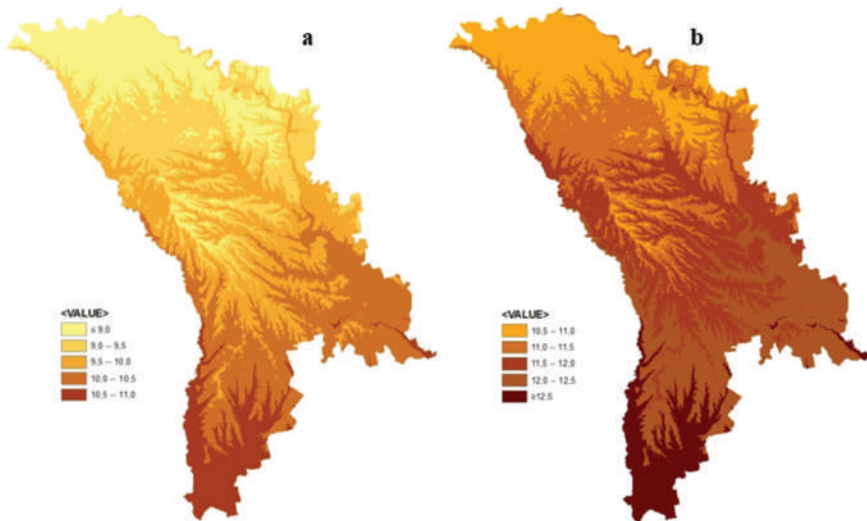 a
b
<VALUE>
≤ 9,0
9,0 – 9,5
9,5 – 10,0
10,0 – 10,5
10,5 – 11,0
<VALUE>
10,5 – 11,0
11,0 – 11,5
11,5 – 12,0
12,0 – 12,5
≥12,5